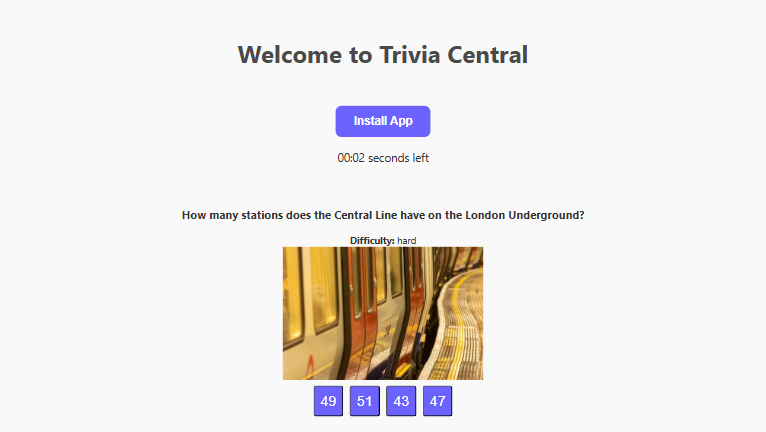 Welcome to Trivia Central
Install App
00:02 seconds left
How many stations does the Central Line have on the London Underground?
Difficulty: hard
49 51 43 47